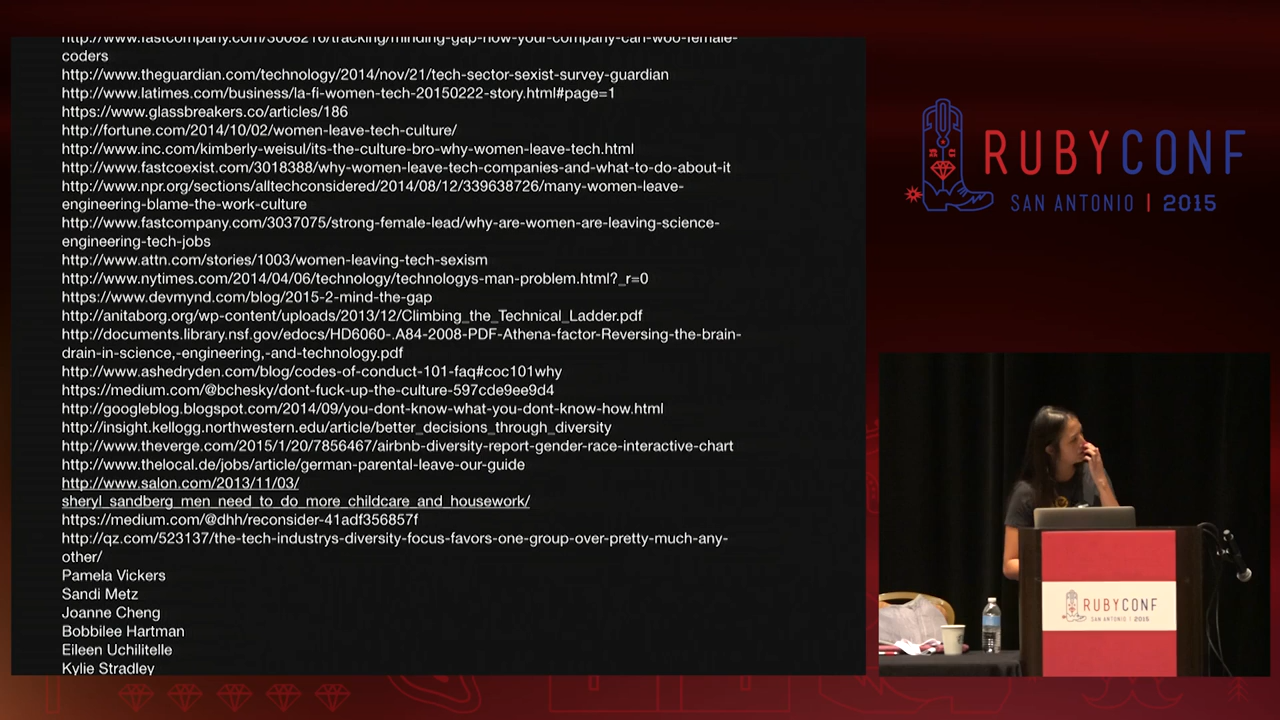 http://www.fastcompany.com/3008216/tracking/minding-gap-how-your-company-can-woo-female-
coders
http://www.theguardian.com/technology/2014/nov/21/tech-sector-sexist-survey-guardian
http://www.latimes.com/business/la-fi-women-tech-20150222-story.html#page=1
https://www.glassbreakers.co/articles/186
http://fortune.com/2014/10/02/women-leave-tech-culture/
http://www.inc.com/kimberly-weisul/its-the-culture-bro-why-women-leave-tech.html
http://www.fastcoexist.com/3018388/why-women-leave-tech-companies-and-what-to-do-about-it
http://www.npr.org/sections/alltechconsidered/2014/08/12/339638726/many-women-leave-
engineering-blame-the-work-culture
http://www.fastcompany.com/3037075/strong-female-lead/why-are-women-are-leaving-science-
engineering-tech-jobs
http://www.attn.com/stories/1003/women-leaving-tech-sexism
http://www.nytimes.com/2014/04/06/technology/technologys-man-problem.html?_r=0
https://www.devmynd.com/blog/2015-2-mind-the-gap
http://anitaborg.org/wp-content/uploads/2013/12/Climbing_the_Technical_Ladder.pdf
http://documents.library.nsf.gov/edocs/HD6060-.A84-2008-PDF-Athena-factor-Reversing-the-brain-
drain-in-science,-engineering,-and-technology.pdf
http://www.ashedryden.com/blog/codes-of-conduct-101-faq#coc101why
https://medium.com/@bchesky/dont-fuck-up-the-culture-597cde9ee9d4
http://googleblog.blogspot.com/2014/09/you-dont-know-what-you-dont-know-how.html
http://insight.kellogg.northwestern.edu/article/better_decisions_through_diversity
http://www.theverge.com/2015/1/20/7856467/airbnb-diversity-report-gender-race-interactive-chart
http://www.thelocal.de/jobs/article/german-parental-leave-our-guide
http://www.salon.com/2013/11/03/
sheryl_sandberg_men_need_to_do_more_childcare_and_housework/
https://medium.com/@dhh/reconsider-41adf356857f
http://qz.com/523137/the-tech-industrys-diversity-focus-favors-one-group-over-pretty-much-any-
other/
Pamela Vickers
Sandi Metz
Joanne Cheng
Bobbilee Hartman
Eileen Uchilitelle
Kylie Stradley
RUBYCONF
SAN ANTONIO | 2015
RUBYCONF
SAN ANTONIO | 2015